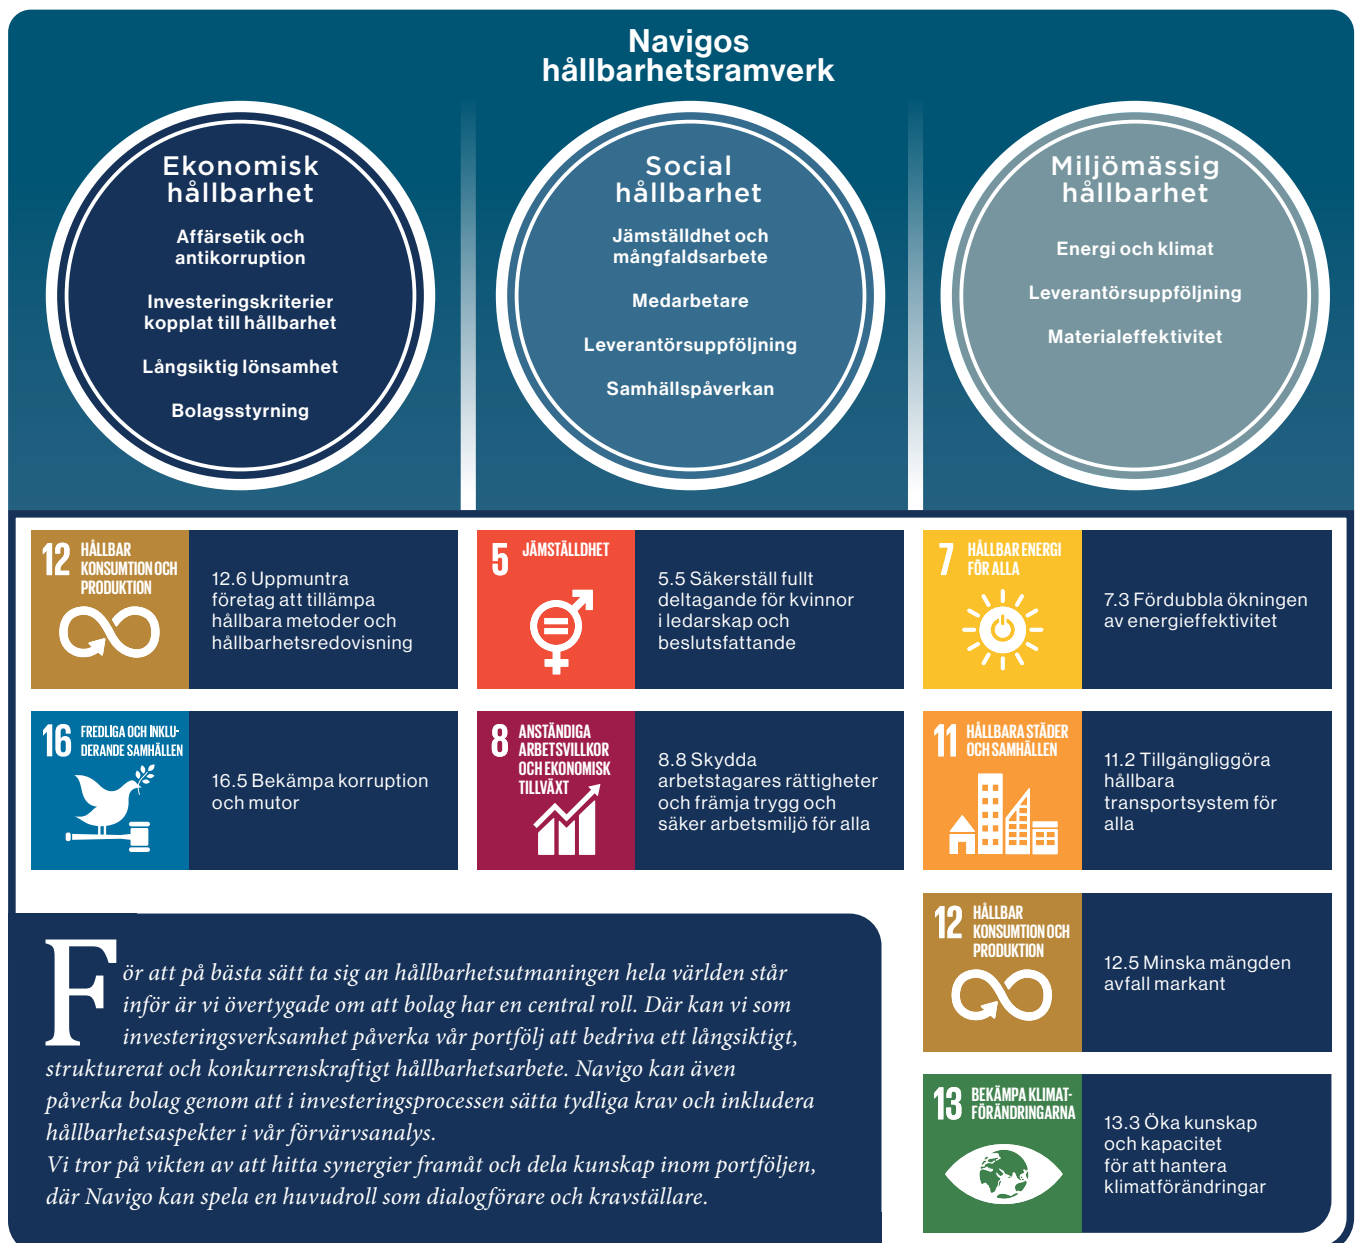 Navigos
hållbarhetsramverk
Ekonomisk
hållbarhet
Affärsetik och
antikorruption
Investeringskriterier
kopplat till hållbarhet
Långsiktig lönsamhet
Bolagsstyrning
Social
hållbarhet
Jämställdhet och
mångfaldsarbete
Medarbetare
Leverantörsuppföljning
Samhällspåverkan
Miljömässig
hållbarhet
Energi och klimat
Leverantörsuppföljning
Materialeffektivitet
12 HÅLLBAR
KONSUMTION OCH
PRODUKTION
12.6 Uppmuntra
företag att tillämpa
hållbara metoder och
hållbarhetsredovisning
16 FREDLIGA OCH INKLU-
DERANDE SAMHÄLLEN
16.5 Bekämpa korruption
och mutor
5 JÄMSTÄLLDHET
5.5 Säkerställ fullt
deltagande för kvinnor
i ledarskap och
beslutsfattande
8 ANSTÄNDIGA
ARBETSVILLKOR
OCH EKONOMISK
TILLVÄXT
8.8 Skydda
arbetstagares rättigheter
och främja trygg och
säker arbetsmiljö för alla
7 HÅLLBAR ENERGI
FÖR ALLA
7.3 Fördubbla ökningen
av energieffektivitet
11 HÅLLBARA STÄDER
OCH SAMHÄLLEN
11.2 Tillgängliggöra
hållbara
transportsystem för
alla
12 HÅLLBAR
KONSUMTION OCH
PRODUKTION
12.5 Minska mängden
avfall markant
13 BEKÄMPA KLIMAT-
FÖRÄNDRINGARNA
13.3 Öka kunskap
och kapacitet
för att hantera
klimatförändringar
För att på bästa sätt ta sig an hållbarhetsutmaningen hela världen står
inför är vi övertygade om att bolag har en central roll. Där kan vi som
investeringsverksamhet påverka vår portfölj att bedriva ett långsiktigt,
strukturerat och konkurrenskraftigt hållbarhetsarbete. Navigo kan även
påverka bolag genom att i investeringsprocessen sätta tydliga krav och inkludera
hållbarhetsaspekter i vår förvärvsanalys.
Vi tror på vikten av att hitta synergier framåt och dela kunskap inom portföljen,
där Navigo kan spela en huvudroll som dialogförare och kravställare.